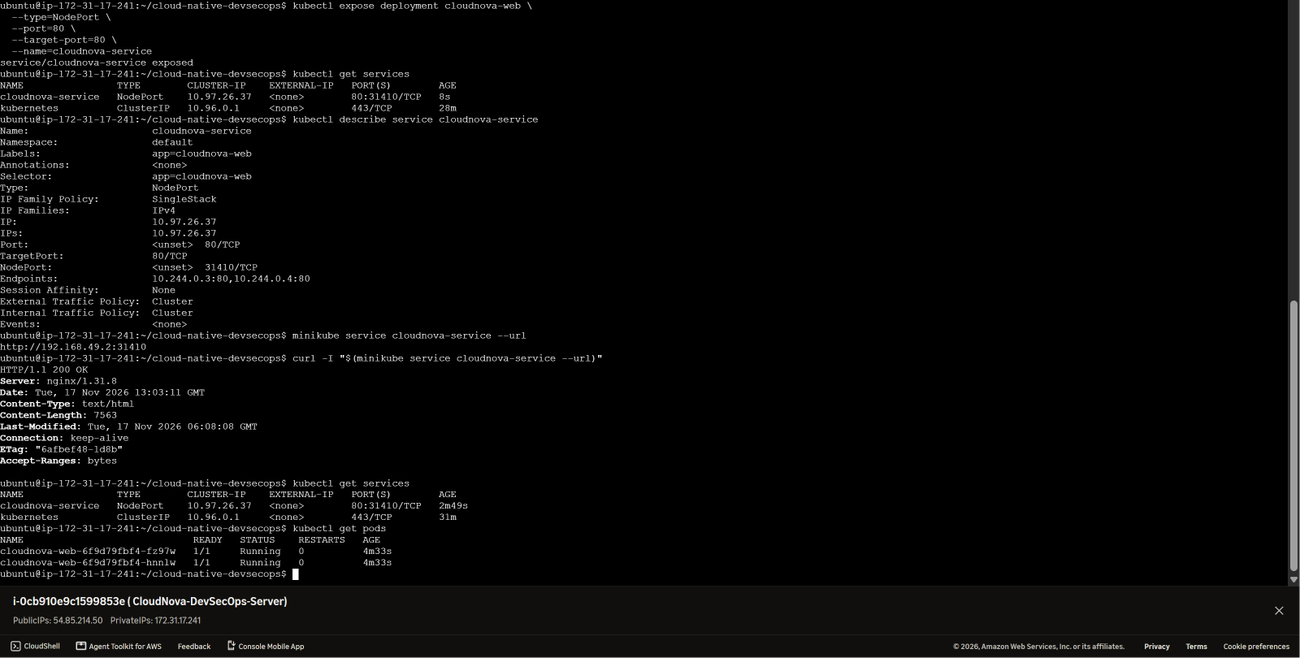 ubuntu@ip-172-31-17-241:~/cloud-native-devsecops$ kubectl expose deployment cloudnova-web \
  --type=NodePort \
  --port=80 \
  --target-port=80 \
  --name=cloudnova-service
service/cloudnova-service exposed
ubuntu@ip-172-31-17-241:~/cloud-native-devsecops$ kubectl get services
NAME                TYPE        CLUSTER-IP    EXTERNAL-IP   PORT(S)        AGE
cloudnova-service   NodePort    10.97.26.37   <none>        80:31410/TCP   8s
kubernetes          ClusterIP   10.96.0.1     <none>        443/TCP        28m
ubuntu@ip-172-31-17-241:~/cloud-native-devsecops$ kubectl describe service cloudnova-service
Name:                     cloudnova-service
Namespace:                default
Labels:                   app=cloudnova-web
Annotations:              <none>
Selector:                 app=cloudnova-web
Type:                     NodePort
IP Family Policy:         SingleStack
IP Families:              IPv4
IP:                       10.97.26.37
IPs:                      10.97.26.37
Port:                     <unset>  80/TCP
TargetPort:               80/TCP
NodePort:                 <unset>  31410/TCP
Endpoints:                10.244.0.3:80,10.244.0.4:80
Session Affinity:         None
External Traffic Policy:  Cluster
Internal Traffic Policy:  Cluster
Events:                   <none>
ubuntu@ip-172-31-17-241:~/cloud-native-devsecops$ minikube service cloudnova-service --url
http://192.168.49.2:31410
ubuntu@ip-172-31-17-241:~/cloud-native-devsecops$ curl -I "$(minikube service cloudnova-service --url)"
HTTP/1.1 200 OK
Server: nginx/1.31.8
Date: Tue, 17 Nov 2026 13:03:11 GMT
Content-Type: text/html
Content-Length: 7563
Last-Modified: Tue, 17 Nov 2026 06:08:08 GMT
Connection: keep-alive
ETag: "6afbef48-1d8b"
Accept-Ranges: bytes
ubuntu@ip-172-31-17-241:~/cloud-native-devsecops$ kubectl get services
NAME                TYPE        CLUSTER-IP    EXTERNAL-IP   PORT(S)        AGE
cloudnova-service   NodePort    10.97.26.37   <none>        80:31410/TCP   2m49s
kubernetes          ClusterIP   10.96.0.1     <none>        443/TCP        31m
ubuntu@ip-172-31-17-241:~/cloud-native-devsecops$ kubectl get pods
NAME                             READY   STATUS    RESTARTS   AGE
cloudnova-web-6f9d79fbf4-fz97w   1/1     Running   0          4m33s
cloudnova-web-6f9d79fbf4-hnnlw   1/1     Running   0          4m33s
ubuntu@ip-172-31-17-241:~/cloud-native-devsecops$
i-0cb910e9c1599853e (CloudNova-DevSecOps-Server)
PublicIPs: 54.85.214.50 PrivateIPs: 172.31.17.241
CloudShell Agent Toolkit for AWS Feedback Console Mobile App © 2026, Amazon Web Services, Inc. or its affiliates. Privacy Terms Cookie preferences